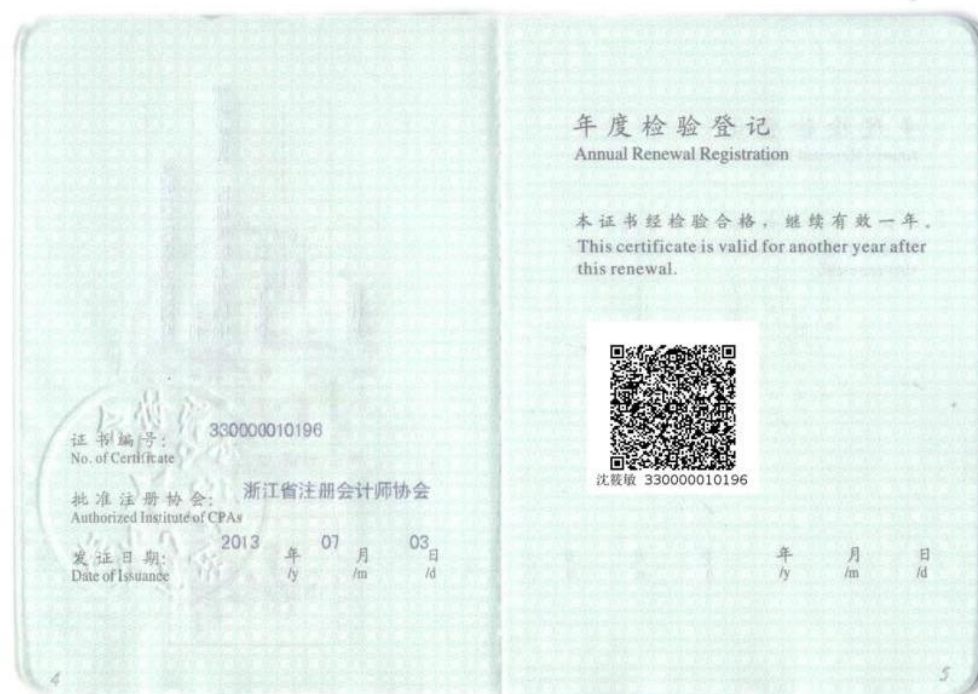 证书编号： 330000010196
No. of Certificate
批准注册协会： 浙江省注册会计师协会
Authorized Institute of CPAs
发证日期： 2013 年 07 月 03 日
Date of Issuance /y /m /d
4
年度检验登记
Annual Renewal Registration
本证书经检验合格，继续有效一年。
This certificate is valid for another year after
this renewal.
沈筱敏 330000010196
年 月 日
/y /m /d
5